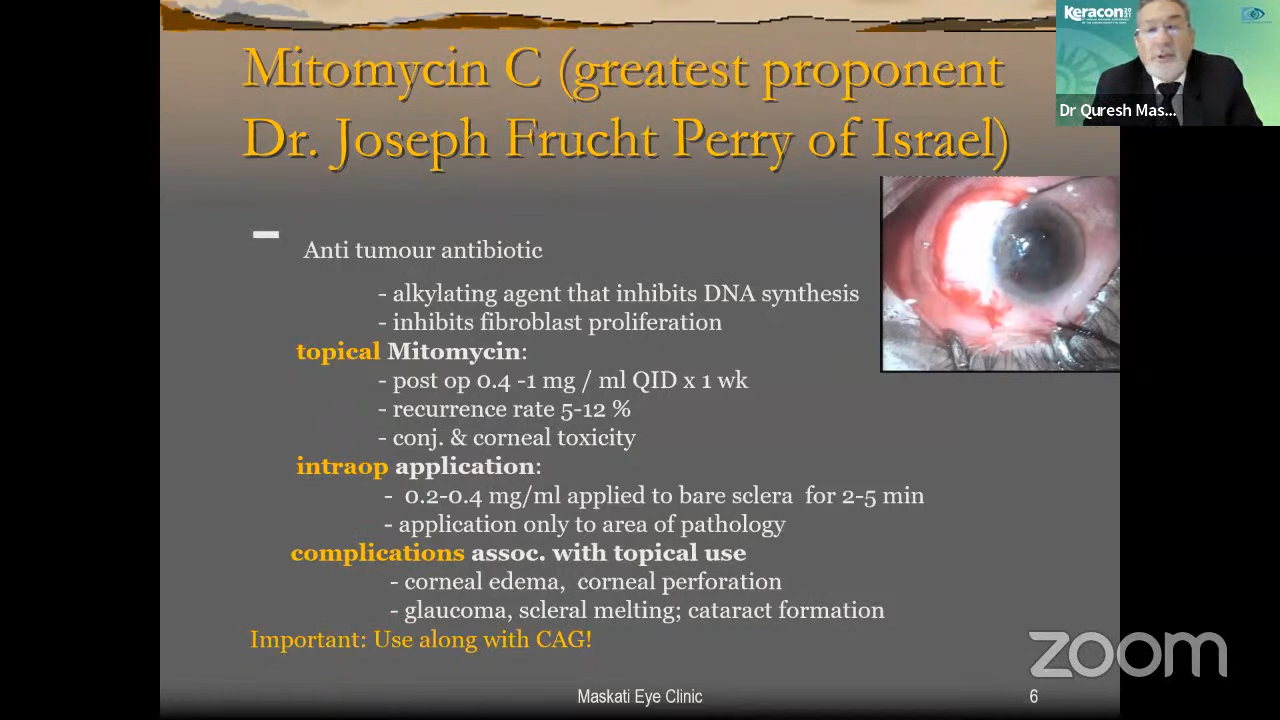 Mitomycin C (greatest proponent
Dr. Joseph Frucht Perry of Israel)
Keracon
Dr Quresh Mas...
– Anti tumour antibiotic
- alkylating agent that inhibits DNA synthesis
- inhibits fibroblast proliferation
topical Mitomycin:
- post op 0.4 -1 mg / ml QID x 1 wk
- recurrence rate 5-12 %
- conj. & corneal toxicity
intraop application:
- 0.2-0.4 mg/ml applied to bare sclera for 2-5 min
- application only to area of pathology
complications assoc. with topical use
- corneal edema, corneal perforation
- glaucoma, scleral melting; cataract formation
Important: Use along with CAG!
zoom
Maskati Eye Clinic
6